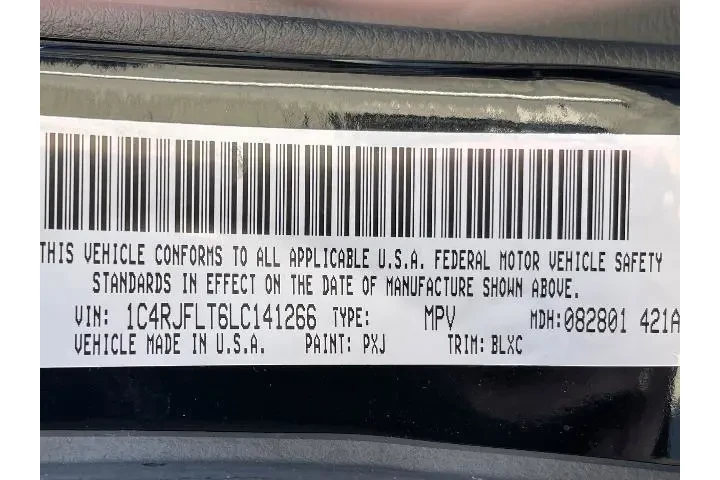 THIS VEHICLE CONFORMS TO ALL APPLICABLE U.S.A. FEDERAL MOTOR VEHICLE SAFETY
STANDARDS IN EFFECT ON THE DATE OF MANUFACTURE SHOWN ABOVE.
VIN: 1C4RJFLT6LC141266 TYPE: MPV MDH:082801 421A
VEHICLE MADE IN U.S.A. PAINT: PXJ TRIM: BLXC